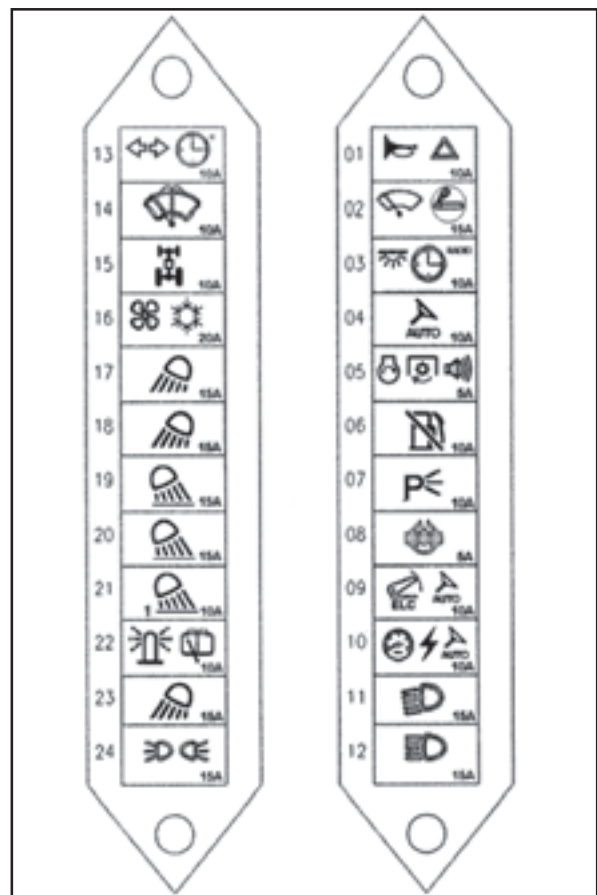 13 10A
14 10A
15 10A
16 20A
17 15A
18 15A
19 15A
20 15A
21 1 10A
22 10A
23 15A
24 15A
01 10A
02 15A
03 RADIO 10A
04 AUTO 10A
05 5A
06 10A
07 P 10A
08 5A
09 ELC AUTO 10A
10 AUTO 10A
11 15A
12 15A